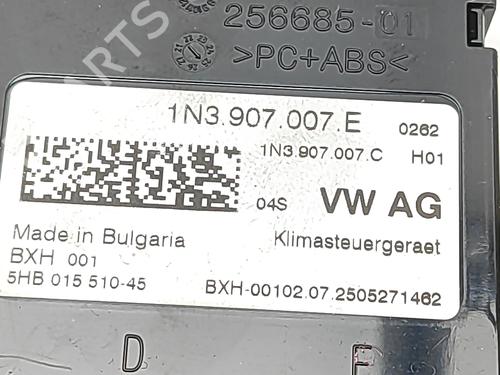 256685-01
>PC+ABS<
1N3.907.007.E 0262
1N3.907.007.C H01
04S VW AG
Made in Bulgaria Klimasteuergeraet
BXH 001
5HB 015 510-45 BXH-00102.07.2505271462
D